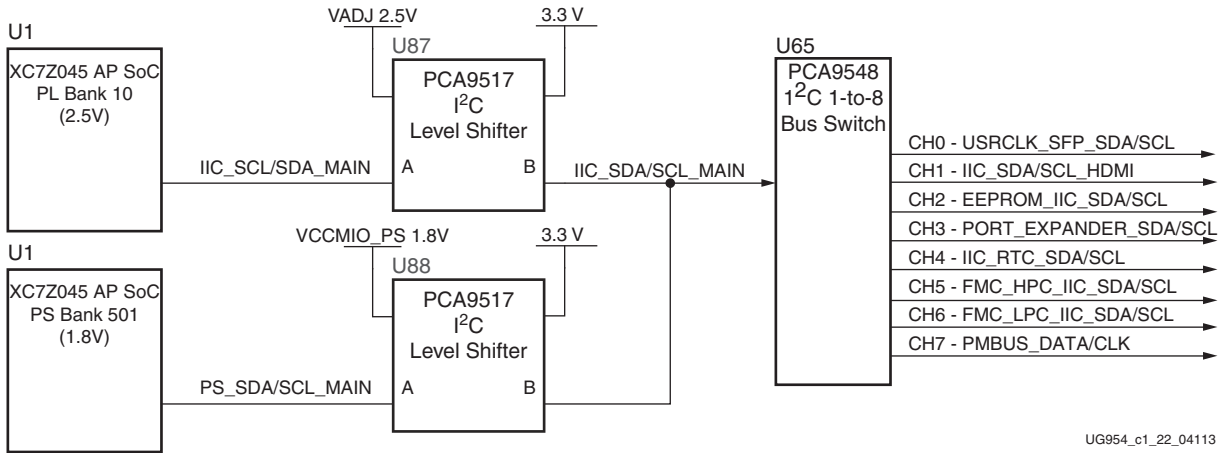 U1
XC7Z045 AP SoC
PL Bank 10
(2.5V)
VADJ 2.5V
3.3 V
U87
PCA9517
I2C
Level Shifter
A
B
IIC_SCL/SDA_MAIN
IIC_SDA/SCL_MAIN
U1
XC7Z045 AP SoC
PS Bank 501
(1.8V)
VCCMIO_PS 1.8V
3.3 V
U88
PCA9517
I2C
Level Shifter
A
B
PS_SDA/SCL_MAIN
U65
PCA9548
12C 1-to-8
Bus Switch
CH0 - USRCLK_SFP_SDA/SCL
CH1 - IIC_SDA/SCL_HDMI
CH2 - EEPROM_IIC_SDA/SCL
CH3 - PORT_EXPANDER_SDA/SCL
CH4 - IIC_RTC_SDA/SCL
CH5 - FMC_HPC_IIC_SDA/SCL
CH6 - FMC_LPC_IIC_SDA/SCL
CH7 - PMBUS_DATA/CLK
UG954_c1_22_04113